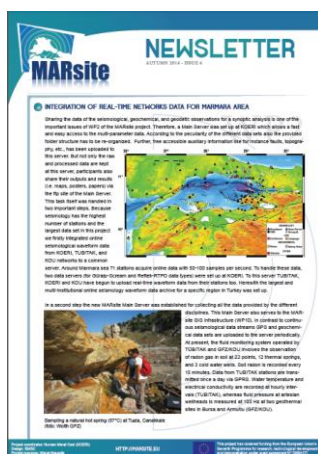 NEWSLETTER
AUTUMN 2014 - ISSUE 4
MARsite
INTEGRATION OF REAL-TIME NETWORKS DATA FOR MARMARA AREA
Sharing the data of the seismological, geochemical, and geodetic observatories for a synoptic analysis is one of the
important issues of WP2 of the MARsite project. Therefore, a Main Server was set up at KOERI which allows a fast
and easy access to the multi-parameter data. According to the peculiarity of the different data sets also the provided
folder structure has to be re-organized. Further, free accessible auxiliary information like for instance faults, topogra-
phy, etc., has been uploaded to
this server. But not only the raw
and processed data are kept
at this server, participants also
share their outputs and results
(i.e. maps, posters, papers) via
the ftp site of the Main Server.
This task itself was handled in
two important steps. Because
seismology has the highest
number of stations and the
largest data set in this project
we firstly integrated online
seismological waveform data
from KOERI, TUBITAK, and
KOU networks to a common
server. Around Marmara sea 71 stations acquire online data with 50-100 samples per second. To handle these data,
two data servers (for Güralp-Scream and Reftek-RTPD data types) were set up at KOERI. To this server TUBITAK,
KOERI and KOU have begun to upload real-time waveform data from their stations too. Herewith the largest and
multi-institutional online seismology waveform data archive for a specific region in Turkey was set up.
In a second step the new MARsite Main Server was established for collecting all the data provided by the different
disciplines. This Main Server also serves to the MAR-
site GIS infrastructure (WP10). In contrast to continu-
ous seismological data streams GPS and geochemi-
cal data sets are uploaded to the server periodically.
At present, the fluid monitoring system operated by
TUBITAK and GFZ/KOU involves the observation
of radon gas in soil at 22 points, 12 thermal springs,
and 2 cold water wells. Soil radon is recorded every
15 minutes. Data from TUBITAK stations are trans-
mitted once a day via GPRS. Water temperature and
electrical conductivity are recorded at hourly inter-
vals (TUBITAK), whereas fluid pressure at artesian
wellheads is measured at 100 Hz at two geothermal
sites in Bursa and Armutlu (GFZ/KOU).
Sampling a natural hot spring (97°C) at Tuzla, Canakkale
HTTP://MARSITE.EU